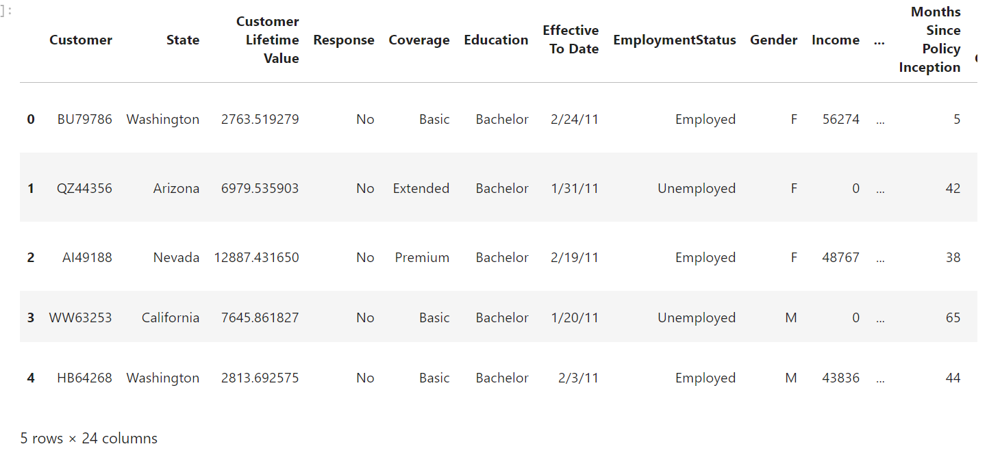 ]:
Customer State Customer Lifetime Value Response Coverage Education Effective To Date EmploymentStatus Gender Income ... Months Since Policy Inception
0 BU79786 Washington 2763.519279 No Basic Bachelor 2/24/11 Employed F 56274 ... 5
1 QZ44356 Arizona 6979.535903 No Extended Bachelor 1/31/11 Unemployed F 0 ... 42
2 AI49188 Nevada 12887.431650 No Premium Bachelor 2/19/11 Employed F 48767 ... 38
3 WW63253 California 7645.861827 No Basic Bachelor 1/20/11 Unemployed M 0 ... 65
4 HB64268 Washington 2813.692575 No Basic Bachelor 2/3/11 Employed M 43836 ... 44
5 rows × 24 columns